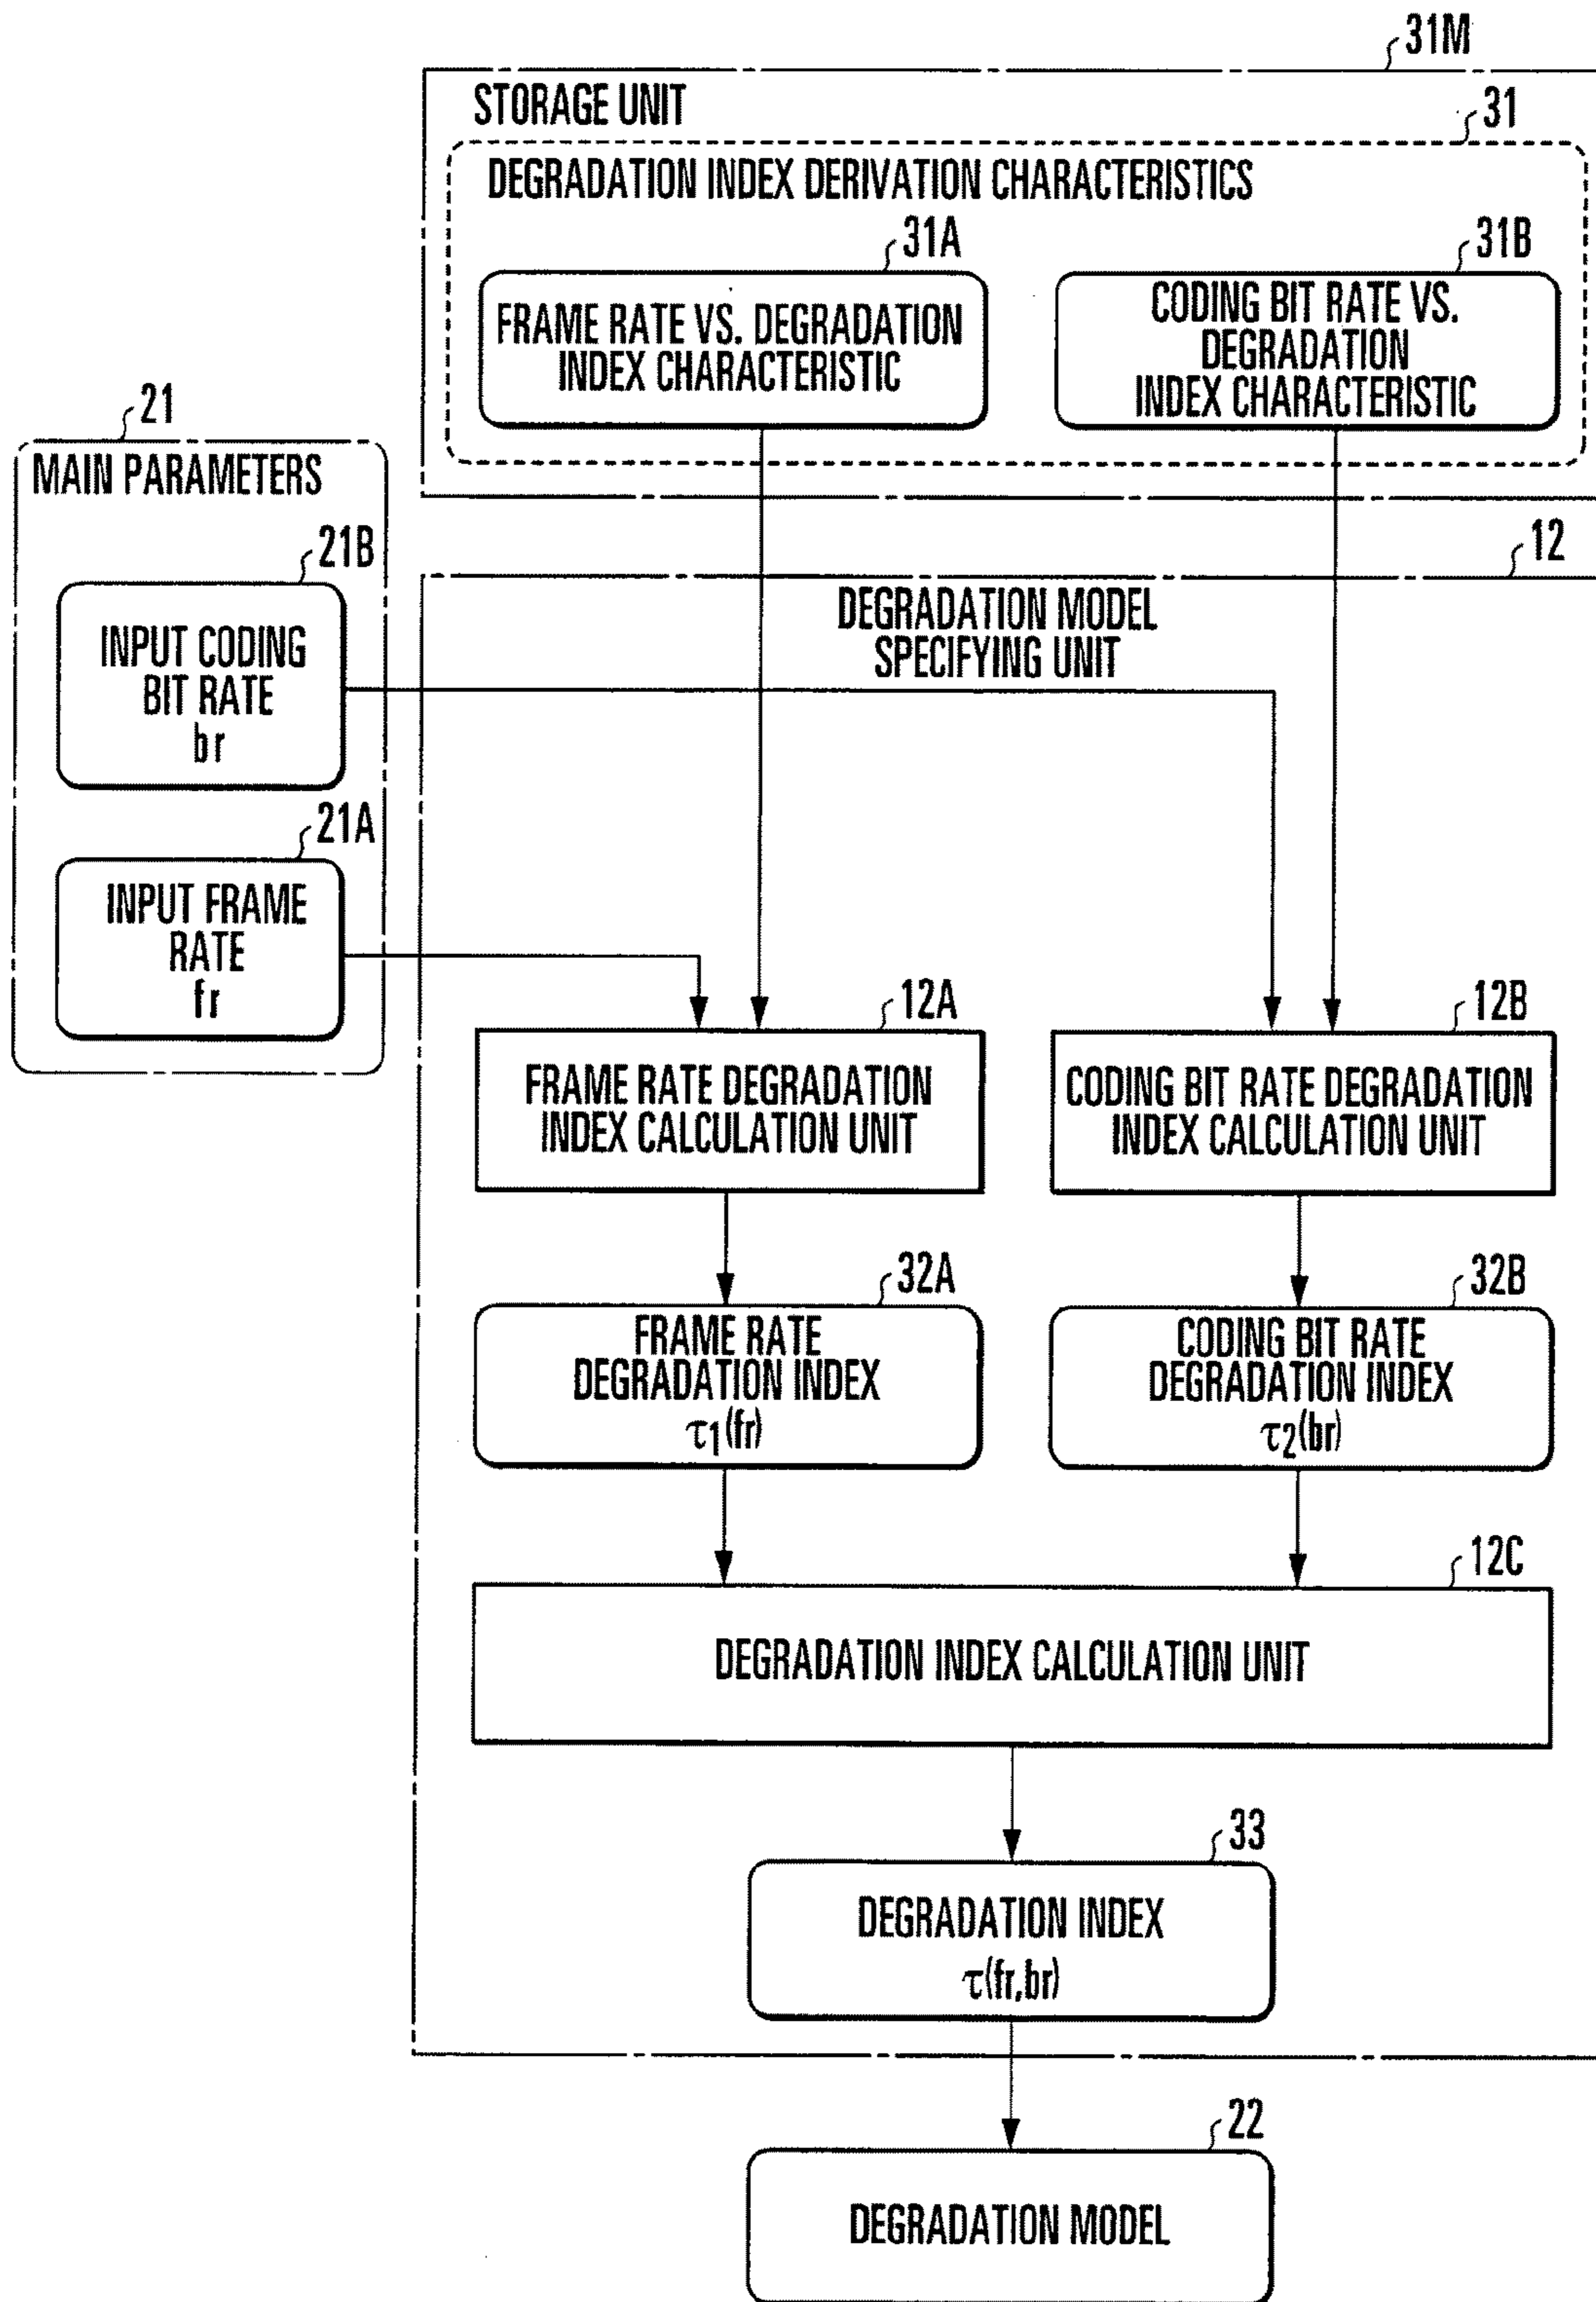 31M
STORAGE UNIT
31
DEGRADATION INDEX DERIVATION CHARACTERISTICS
31A
FRAME RATE VS. DEGRADATION
INDEX CHARACTERISTIC
31B
CODING BIT RATE VS.
DEGRADATION
INDEX CHARACTERISTIC
21
MAIN PARAMETERS
21B
INPUT CODING
BIT RATE
br
21A
INPUT FRAME
RATE
fr
12
DEGRADATION MODEL
SPECIFYING UNIT
12A
FRAME RATE DEGRADATION
INDEX CALCULATION UNIT
12B
CODING BIT RATE DEGRADATION
INDEX CALCULATION UNIT
32A
FRAME RATE
DEGRADATION INDEX
τ1(fr)
32B
CODING BIT RATE
DEGRADATION INDEX
τ2(br)
12C
DEGRADATION INDEX CALCULATION UNIT
33
DEGRADATION INDEX
τ(fr,br)
22
DEGRADATION MODEL